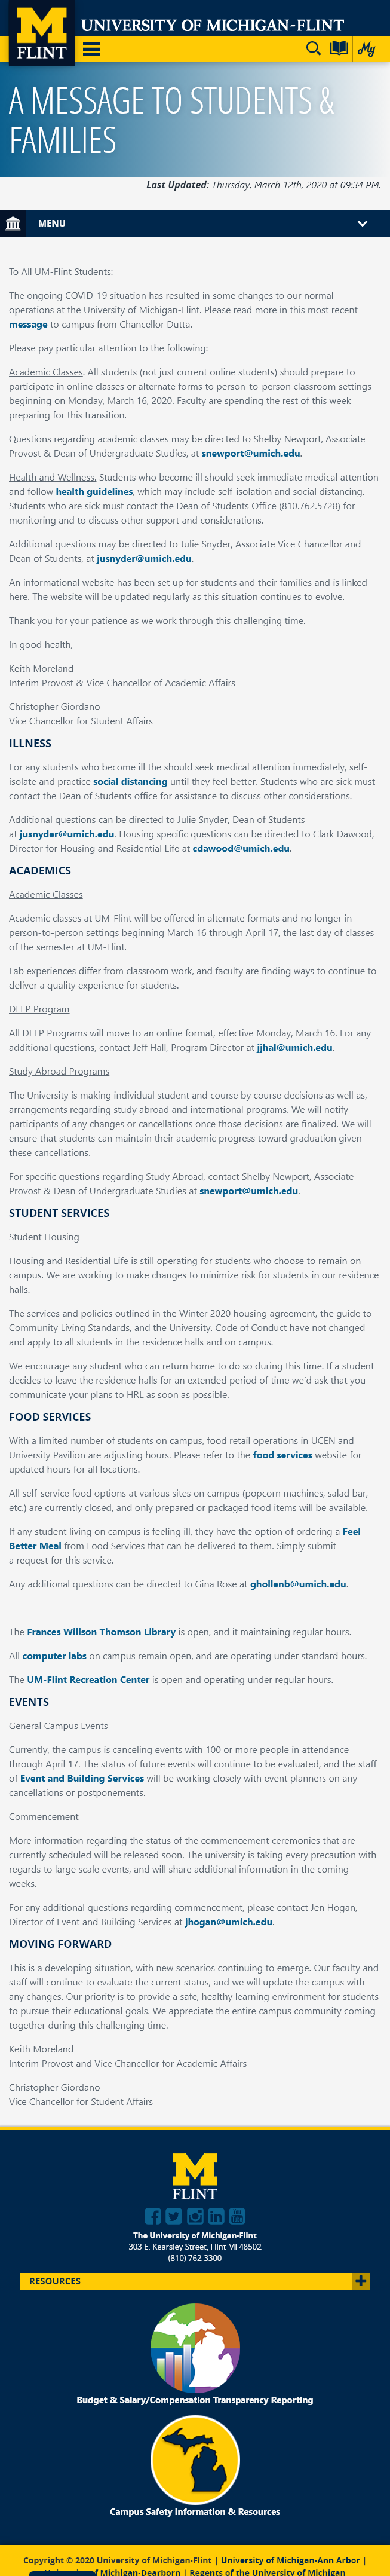 M
FLINT
UNIVERSITY OF MICHIGAN-FLINT
My
A MESSAGE TO STUDENTS &
FAMILIES
Last Updated: Thursday, March 12th, 2020 at 09:34 PM.
MENU
To All UM-Flint Students:
The ongoing COVID-19 situation has resulted in some changes to our normal
operations at the University of Michigan-Flint. Please read more in this most recent
message to campus from Chancellor Dutta.
Please pay particular attention to the following:
Academic Classes. All students (not just current online students) should prepare to
participate in online classes or alternate forms to person-to-person classroom settings
beginning on Monday, March 16, 2020. Faculty are spending the rest of this week
preparing for this transition.
Questions regarding academic classes may be directed to Shelby Newport, Associate
Provost & Dean of Undergraduate Studies, at snewport@umich.edu.
Health and Wellness. Students who become ill should seek immediate medical attention
and follow health guidelines, which may include self-isolation and social distancing.
Students who are sick must contact the Dean of Students Office (810.762.5728) for
monitoring and to discuss other support and considerations.
Additional questions may be directed to Julie Snyder, Associate Vice Chancellor and
Dean of Students, at jusnyder@umich.edu.
An informational website has been set up for students and their families and is linked
here. The website will be updated regularly as this situation continues to evolve.
Thank you for your patience as we work through this challenging time.
In good health,
Keith Moreland
Interim Provost & Vice Chancellor of Academic Affairs
Christopher Giordano
Vice Chancellor for Student Affairs
ILLNESS
For any students who become ill the should seek medical attention immediately, self-
isolate and practice social distancing until they feel better. Students who are sick must
contact the Dean of Students office for assistance to discuss other considerations.
Additional questions can be directed to Julie Snyder, Dean of Students
at jusnyder@umich.edu. Housing specific questions can be directed to Clark Dawood,
Director for Housing and Residential Life at cdawood@umich.edu.
ACADEMICS
Academic Classes
Academic classes at UM-Flint will be offered in alternate formats and no longer in
person-to-person settings beginning March 16 through April 17, the last day of classes
of the semester at UM-Flint.
Lab experiences differ from classroom work, and faculty are finding ways to continue to
deliver a quality experience for students.
DEEP Program
All DEEP Programs will move to an online format, effective Monday, March 16. For any
additional questions, contact Jeff Hall, Program Director at jjhal@umich.edu.
Study Abroad Programs
The University is making individual student and course by course decisions as well as,
arrangements regarding study abroad and international programs. We will notify
participants of any changes or cancellations once those decisions are finalized. We will
ensure that students can maintain their academic progress toward graduation given
these cancellations.
For specific questions regarding Study Abroad, contact Shelby Newport, Associate
Provost & Dean of Undergraduate Studies at snewport@umich.edu.
STUDENT SERVICES
Student Housing
Housing and Residential Life is still operating for students who choose to remain on
campus. We are working to make changes to minimize risk for students in our residence
halls.
The services and policies outlined in the Winter 2020 housing agreement, the guide to
Community Living Standards, and the University. Code of Conduct have not changed
and apply to all students in the residence halls and on campus.
We encourage any student who can return home to do so during this time. If a student
decides to leave the residence halls for an extended period of time we'd ask that you
communicate your plans to HRL as soon as possible.
FOOD SERVICES
With a limited number of students on campus, food retail operations in UCEN and
University Pavilion are adjusting hours. Please refer to the food services website for
updated hours for all locations.
All self-service food options at various sites on campus (popcorn machines, salad bar,
etc.) are currently closed, and only prepared or packaged food items will be available.
If any student living on campus is feeling ill, they have the option of ordering a Feel
Better Meal from Food Services that can be delivered to them. Simply submit
a request for this service.
Any additional questions can be directed to Gina Rose at ghollenb@umich.edu.
The Frances Willson Thomson Library is open, and it maintaining regular hours.
All computer labs on campus remain open, and are operating under standard hours.
The UM-Flint Recreation Center is open and operating under regular hours.
EVENTS
General Campus Events
Currently, the campus is canceling events with 100 or more people in attendance
through April 17. The status of future events will continue to be evaluated, and the staff
of Event and Building Services will be working closely with event planners on any
cancellations or postponements.
Commencement
More information regarding the status of the commencement ceremonies that are
currently scheduled will be released soon. The university is taking every precaution with
regards to large scale events, and will share additional information in the coming
weeks.
For any additional questions regarding commencement, please contact Jen Hogan,
Director of Event and Building Services at jhogan@umich.edu.
MOVING FORWARD
This is a developing situation, with new scenarios continuing to emerge. Our faculty and
staff will continue to evaluate the current status, and we will update the campus with
any changes. Our priority is to provide a safe, healthy learning environment for students
to pursue their educational goals. We appreciate the entire campus community coming
together during this challenging time.
Keith Moreland
Interim Provost and Vice Chancellor for Academic Affairs
Christopher Giordano
Vice Chancellor for Student Affairs
M
FLINT
The University of Michigan-Flint
303 E. Kearsley Street, Flint MI 48502
(810) 762-3300
RESOURCES
Budget & Salary/Compensation Transparency Reporting
Campus Safety Information & Resources
Copyright © 2020 University of Michigan-Flint | University of Michigan-Ann Arbor |
Michigan-Dearborn | Regents of the University of Michigan